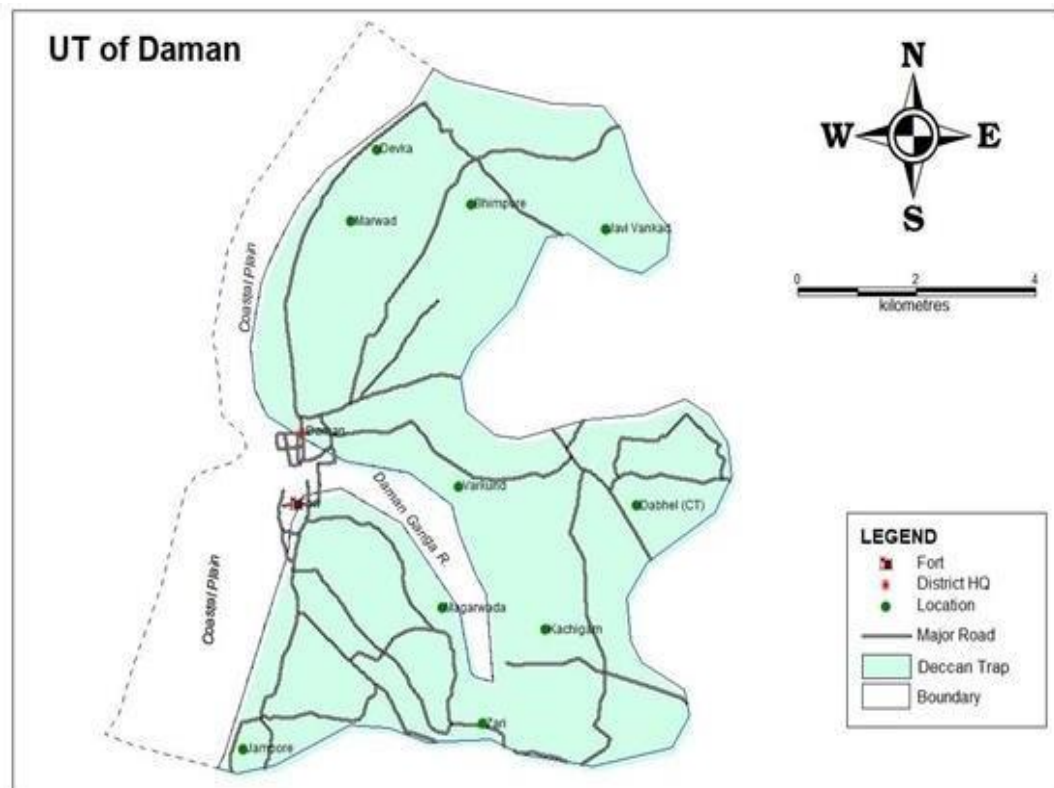 UT of Daman
N
W
E
S
0
2
4
kilometres
Devka
Marwad
Bhimpore
Coastal Plain
Daman
Varkund
Daman Ganga R.
Dabhel (CT)
Coastal Plain
Magarwada
Kachigam
Zari
Jampore
LEGEND
Fort
District HQ
Location
Major Road
Deccan Trap
Boundary